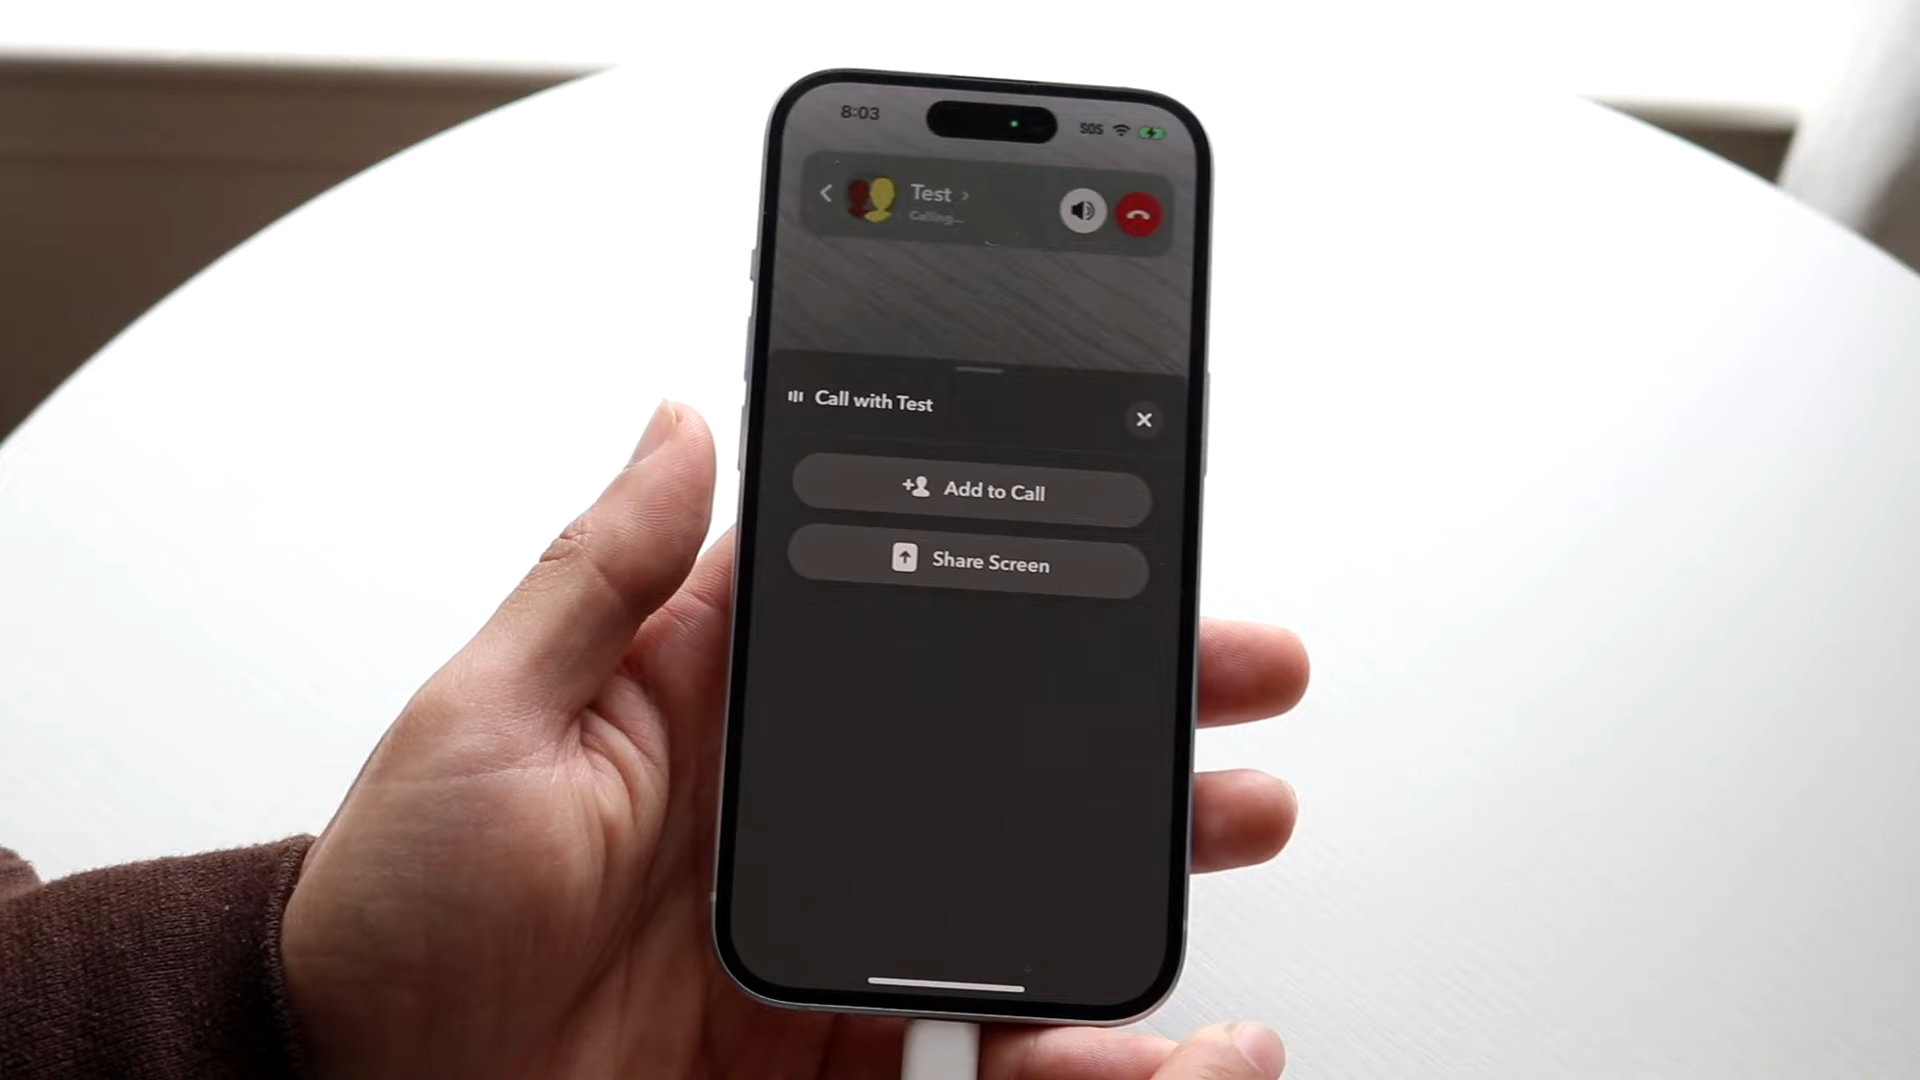 8:03
SOS
Test
Calling...
Call with Test
Add to Call
Share Screen